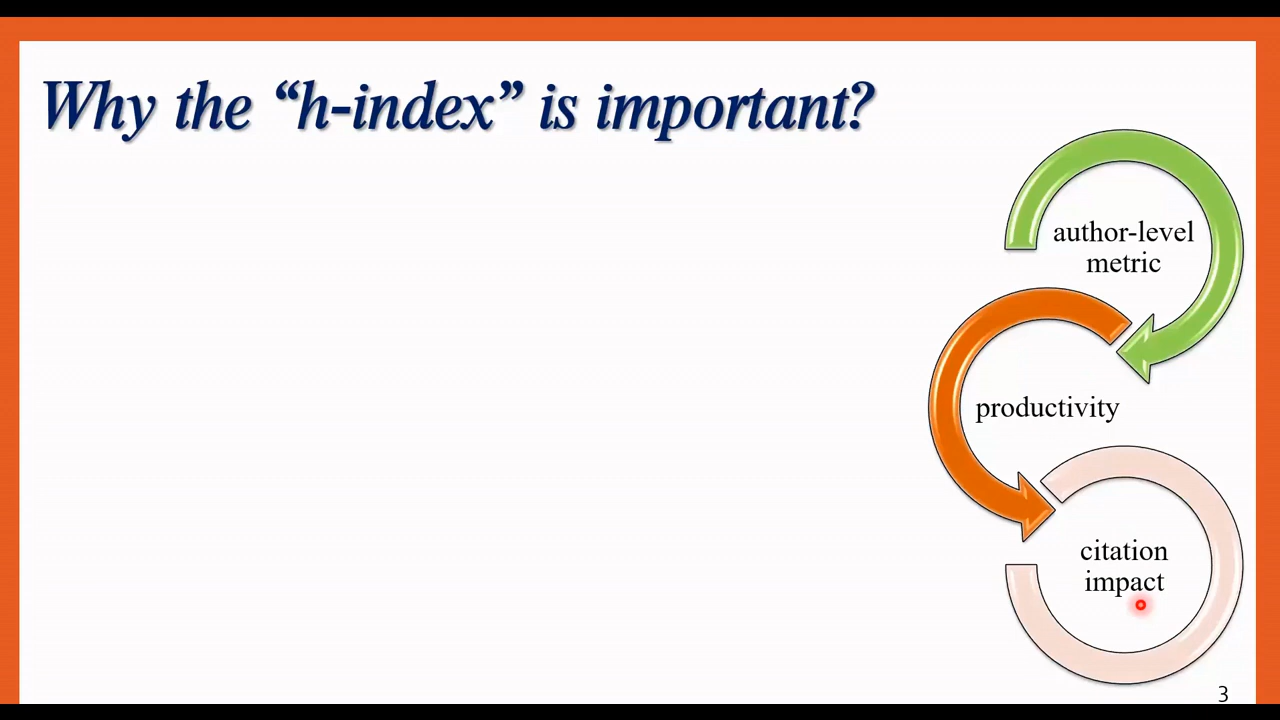 Why the “h-index” is important?
author-level
metric
productivity
citation
impact
3